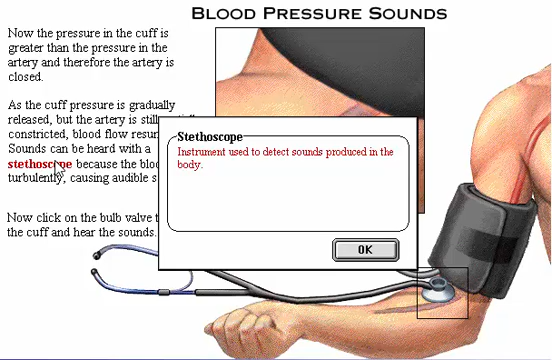 BLOOD PRESSURE SOUNDS
Now the pressure in the cuff is
greater than the pressure in the
artery and therefore the artery is
closed.
As the cuff pressure is gradually
released, but the artery is still
constricted, blood flow
Sounds can be heard with a
stethoscope because the
turbulently, causing audible
Now click on the bulb valve
the cuff and hear the sounds.
Stethoscope
Instrument used to detect sounds produced in the
body.
OK